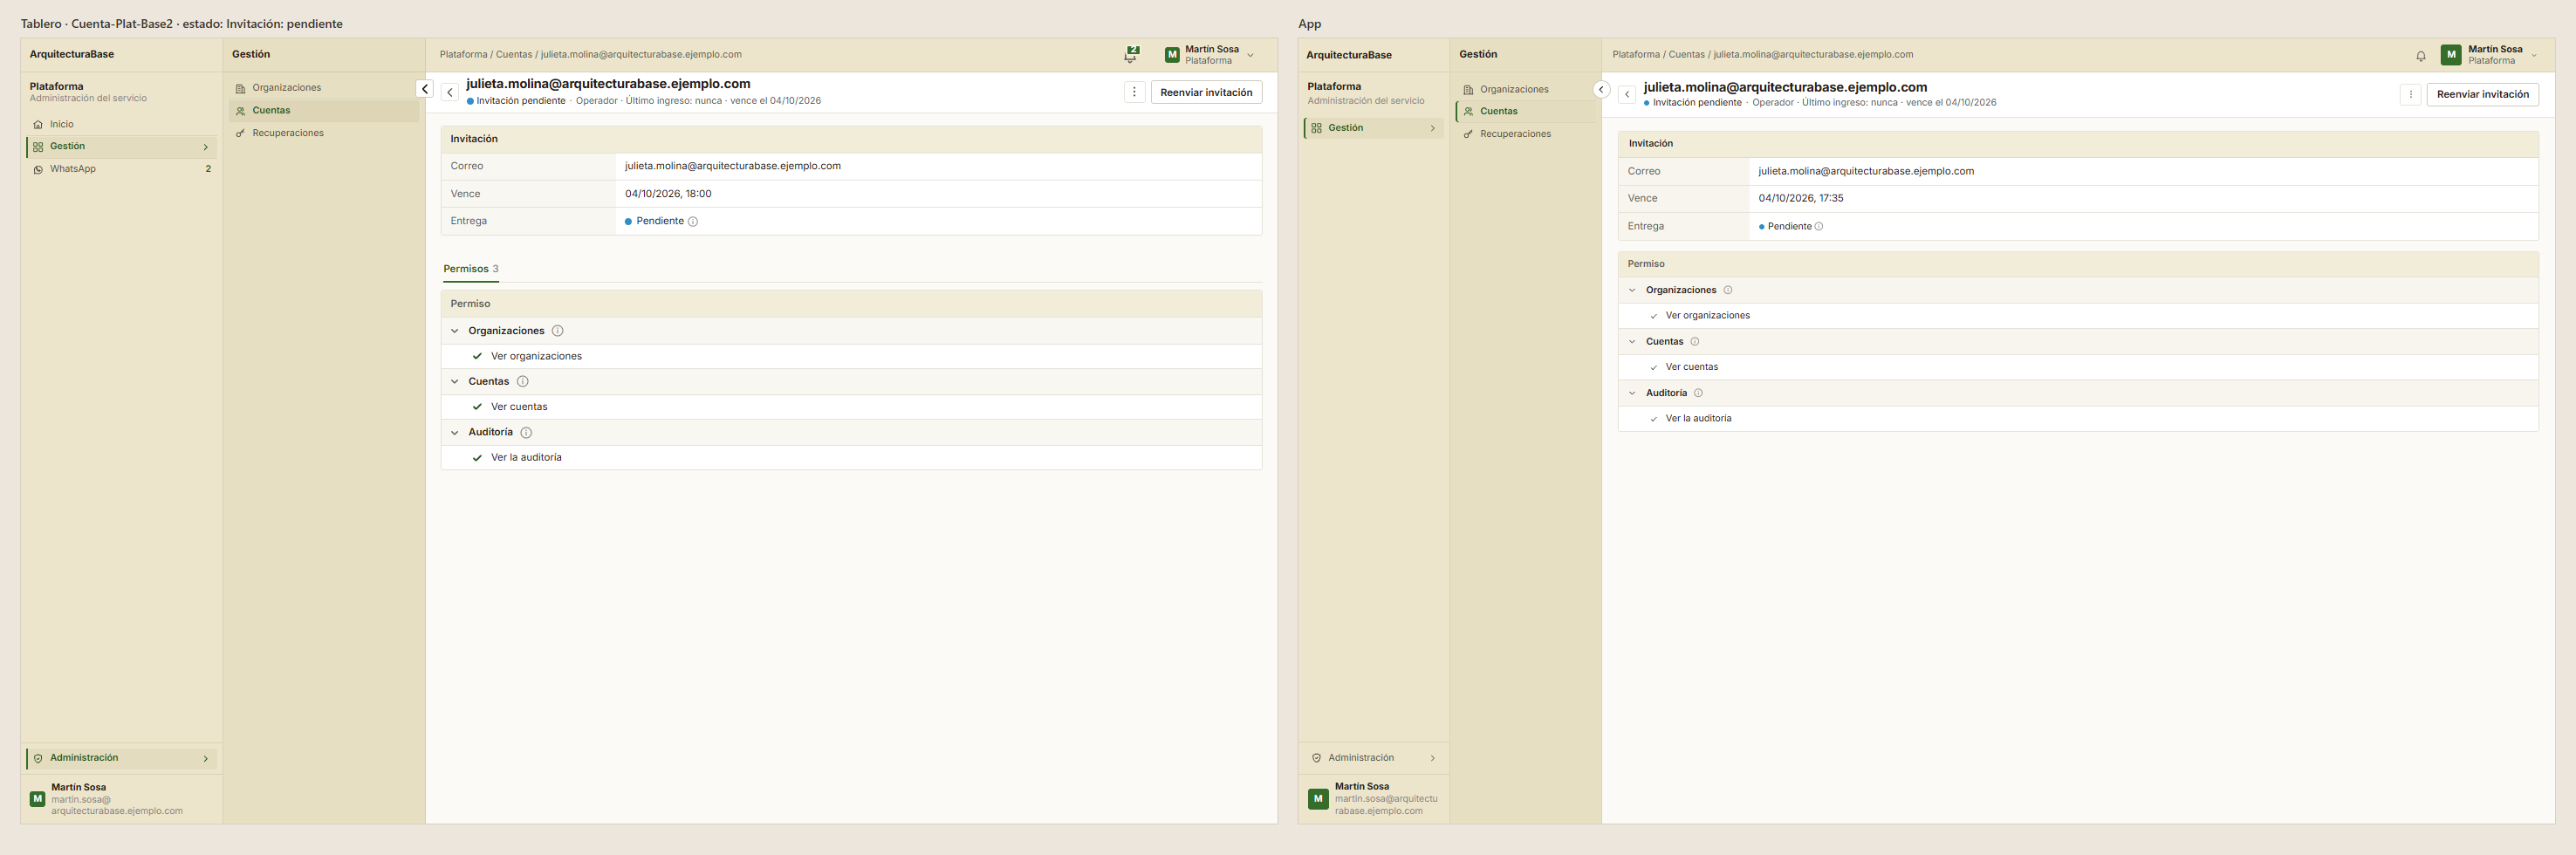 Tablero · Cuenta-Plat-Base2 · estado: Invitación: pendiente
ArquitecturaBase
Plataforma
Administración del servicio
Inicio
Gestión
WhatsApp 2
Administración
M
Martín Sosa
martin.sosa@
arquitecturabase.ejemplo.com
Gestión
Organizaciones
Cuentas
Recuperaciones
Plataforma / Cuentas / julieta.molina@arquitecturabase.ejemplo.com
2
M
Martín Sosa
Plataforma
julieta.molina@arquitecturabase.ejemplo.com
Invitación pendiente · Operador · Último ingreso: nunca · vence el 04/10/2026
Reenviar invitación
Invitación
Correo julieta.molina@arquitecturabase.ejemplo.com
Vence 04/10/2026, 18:00
Entrega Pendiente
Permisos 3
Permiso
Organizaciones
Ver organizaciones
Cuentas
Ver cuentas
Auditoría
Ver la auditoría
App
ArquitecturaBase
Plataforma
Administración del servicio
Gestión
Administración
M
Martín Sosa
martin.sosa@arquitectu
rabase.ejemplo.com
Gestión
Organizaciones
Cuentas
Recuperaciones
Plataforma / Cuentas / julieta.molina@arquitecturabase.ejemplo.com
M
Martín Sosa
Plataforma
julieta.molina@arquitecturabase.ejemplo.com
Invitación pendiente · Operador · Último ingreso: nunca · vence el 04/10/2026
Reenviar invitación
Invitación
Correo julieta.molina@arquitecturabase.ejemplo.com
Vence 04/10/2026, 17:35
Entrega Pendiente
Permiso
Organizaciones
Ver organizaciones
Cuentas
Ver cuentas
Auditoría
Ver la auditoría